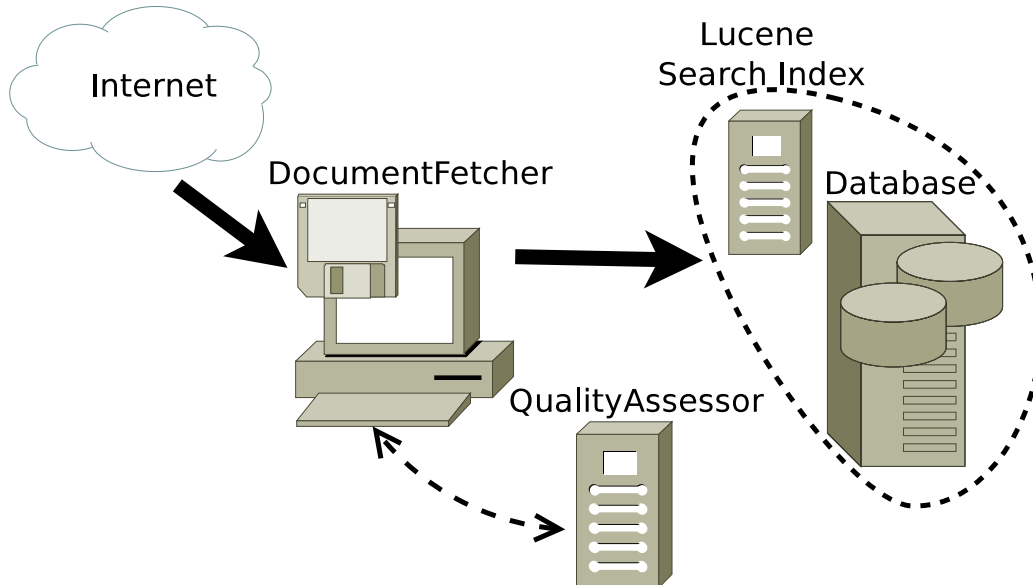 Internet
Lucene
Search Index
DocumentFetcher
Database
QualityAssessor